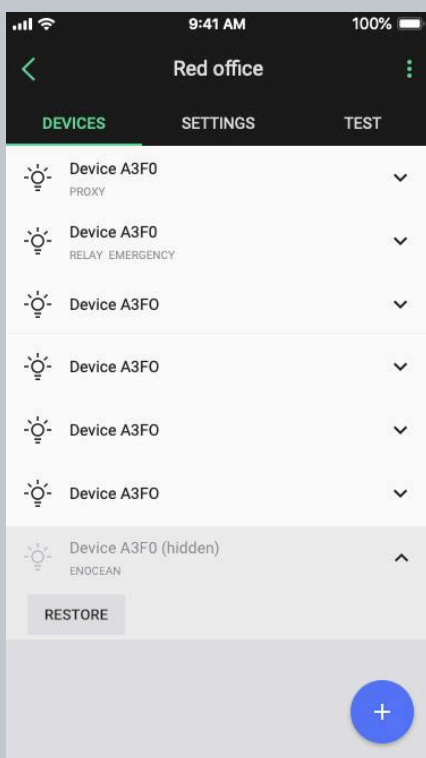 9:41 AM 100%
Red office
DEVICES SETTINGS TEST
Device A3F0
PROXY
Device A3F0
RELAY EMERGENCY
Device A3FO
Device A3FO
Device A3FO
Device A3FO
Device A3F0 (hidden)
ENOCEAN
RESTORE
+